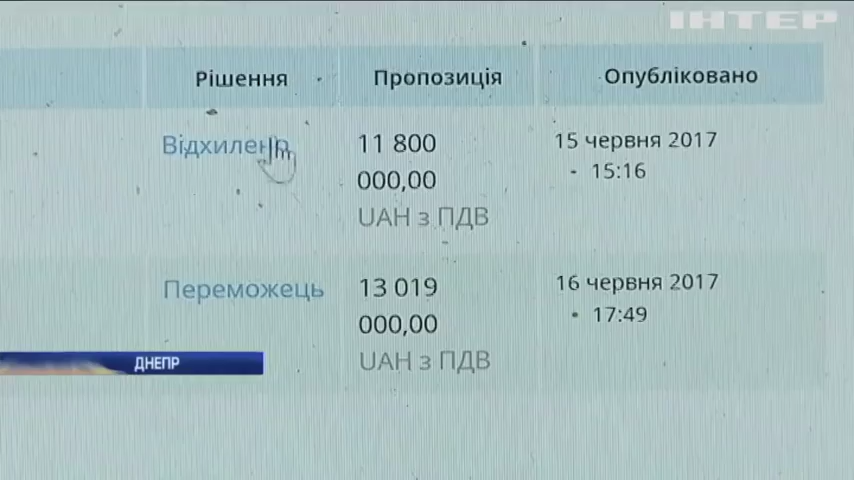 ІНТЕР
Рішення Пропозиція Опубліковано
Відхилено 11 800 15 червня 2017
000,00 • 15:16
UAH з ПДВ
Переможець 13 019 16 червня 2017
000,00 • 17:49
UAH з ПДВ
ДНЕПР